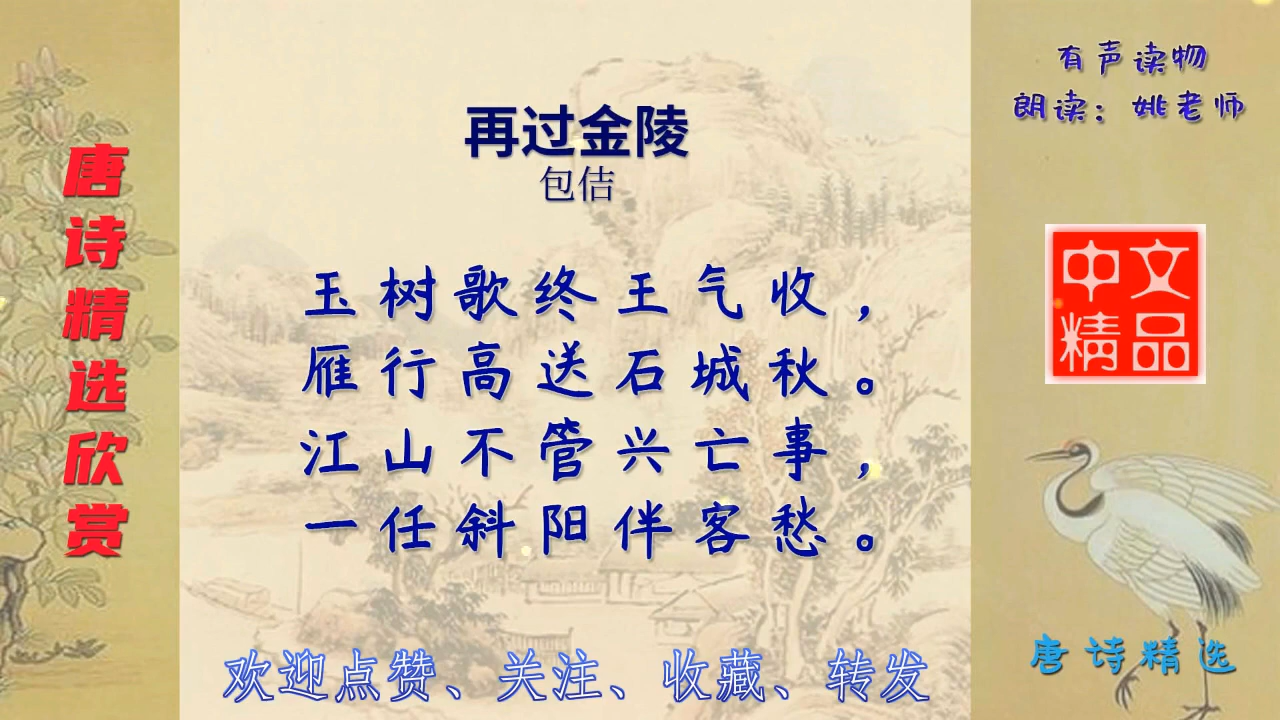 唐诗精选欣赏
再过金陵
包佶
玉树歌终王气收，
雁行高送石城秋。
江山不管兴亡事，
一任斜阳伴客愁。
欢迎点赞、关注、收藏、转发
有声读物
朗读：姚老师
中文
精品
唐诗精选